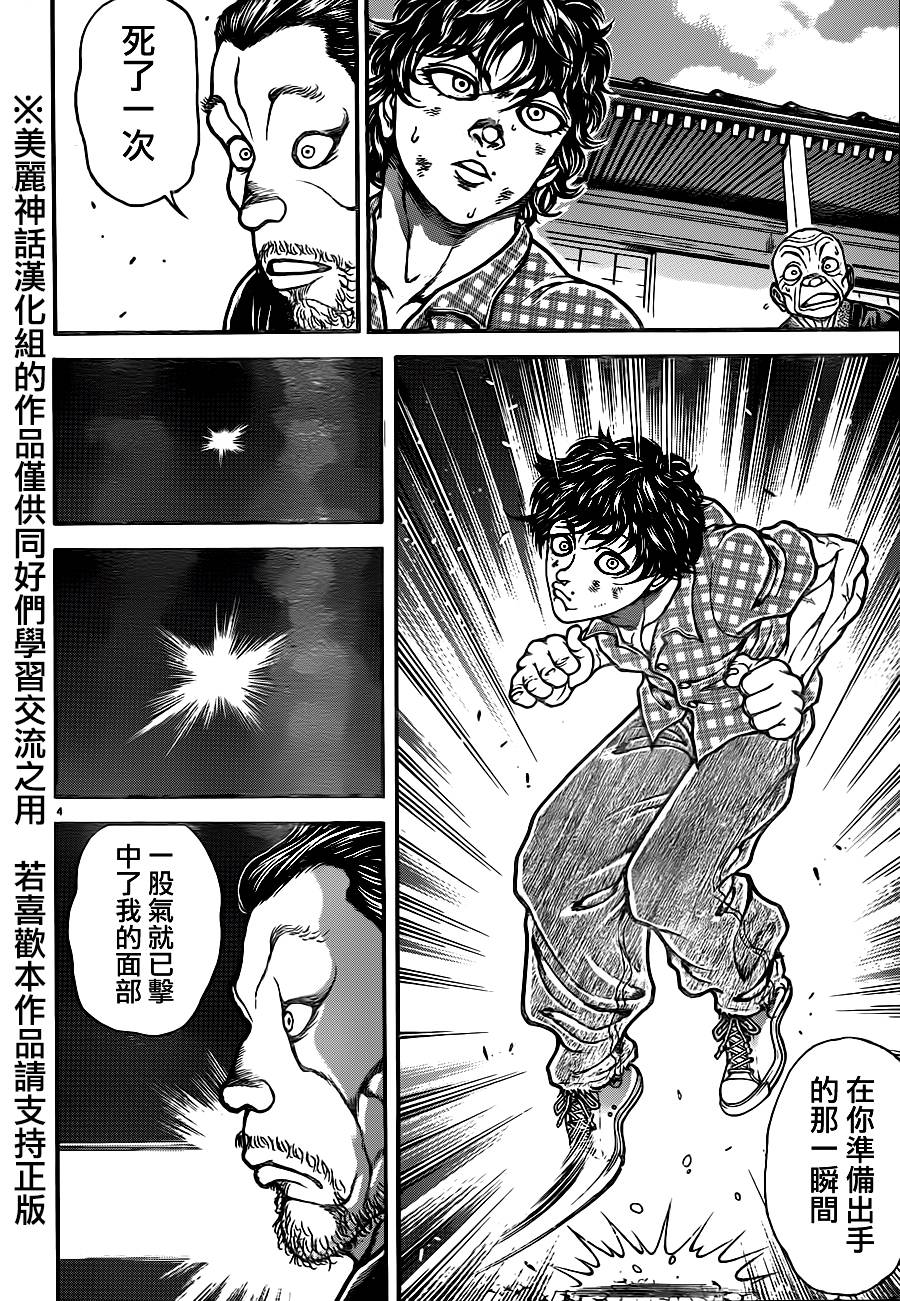 死了一次
在你準備出手
的那一瞬間
一股氣就已擊
中了我的面部
4
※美麗神話漢化組的作品僅供同好們學習交流之用 若喜歡本作品請支持正版